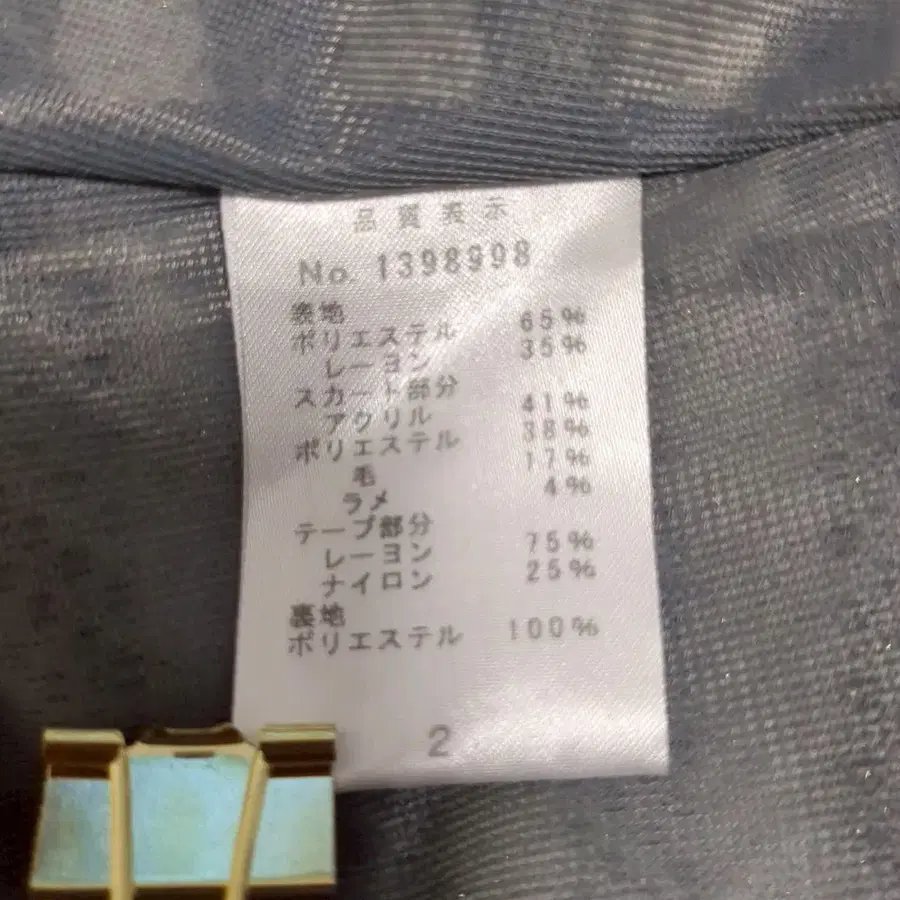 品質表示
No. 1398998
表地
ポリエステル 65%
レーヨン 35%
スカート部分
アクリル 41%
ポリエステル 38%
毛 17%
ラメ 4%
テープ部分
レーヨン 75%
ナイロン 25%
裏地
ポリエステル 100%
2